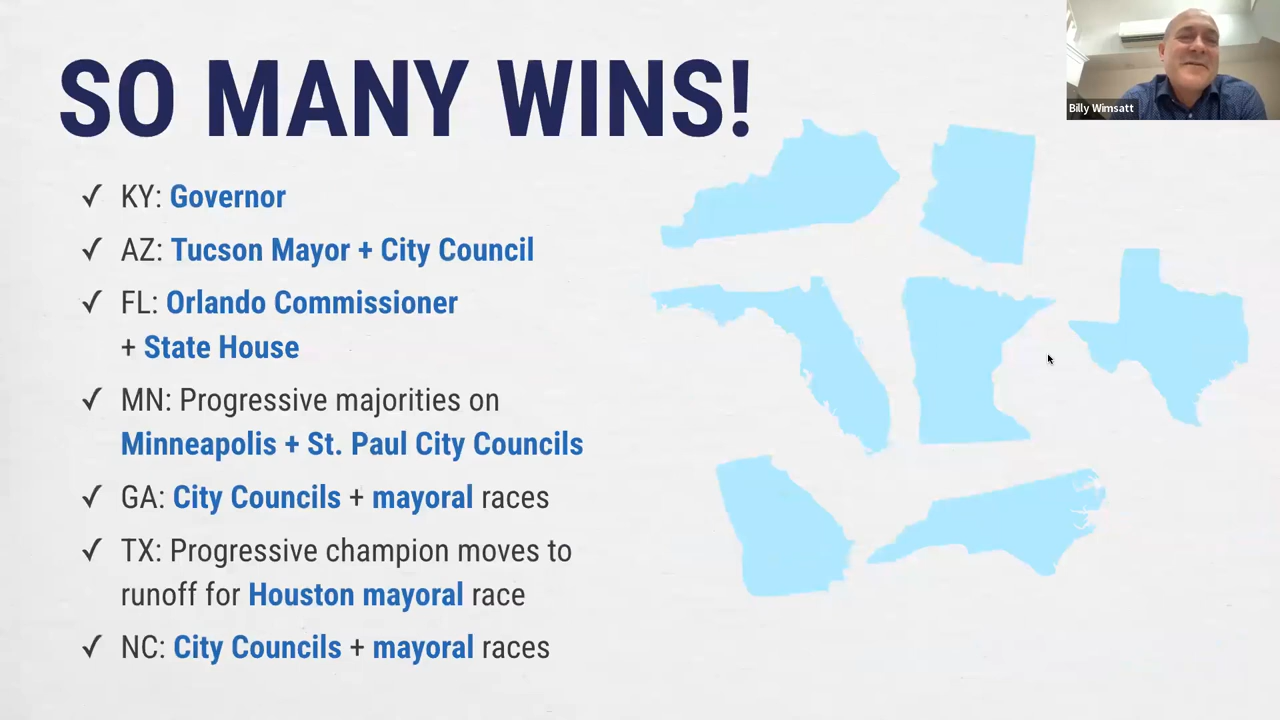 SO MANY WINS!
✓ KY: Governor
✓ AZ: Tucson Mayor + City Council
✓ FL: Orlando Commissioner
+ State House
✓ MN: Progressive majorities on
Minneapolis + St. Paul City Councils
✓ GA: City Councils + mayoral races
✓ TX: Progressive champion moves to
runoff for Houston mayoral race
✓ NC: City Councils + mayoral races
Billy Wimsatt